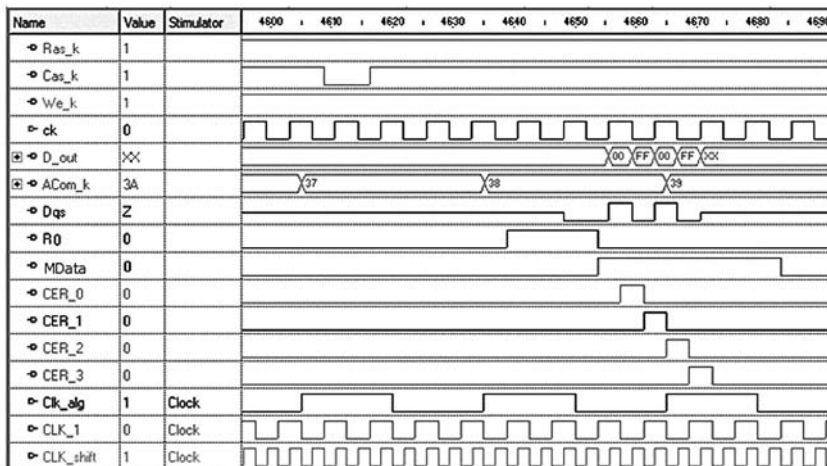 Name Value Stimulator 4600 4610 4620 4630 4640 4650 4660 4670 4680 4690
Ras_k 1
Cas_k 1
We_k 1
ck 0
D_out XX 00 FF 00 FF XX
ACom_k 3A 37 38 39
Dqs Z
R0 0
MData 0
CER_0 0
CER_1 0
CER_2 0
CER_3 0
Clk_alg 1 Clock
CLK_1 0 Clock
CLK_shift 1 Clock